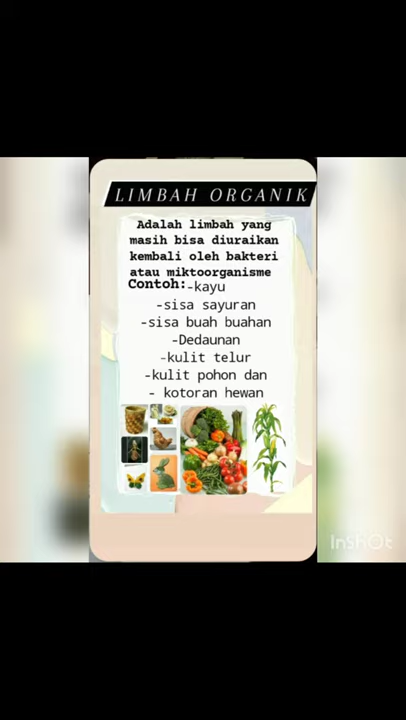 LIMBAH ORGANIK
Adalah limbah yang
masih bisa diuraikan
kembali oleh bakteri
atau miktoorganisme
Contoh:-kayu
-sisa sayuran
-sisa buah buahan
-Dedaunan
-kulit telur
-kulit pohon dan
- kotoran hewan
InShOt